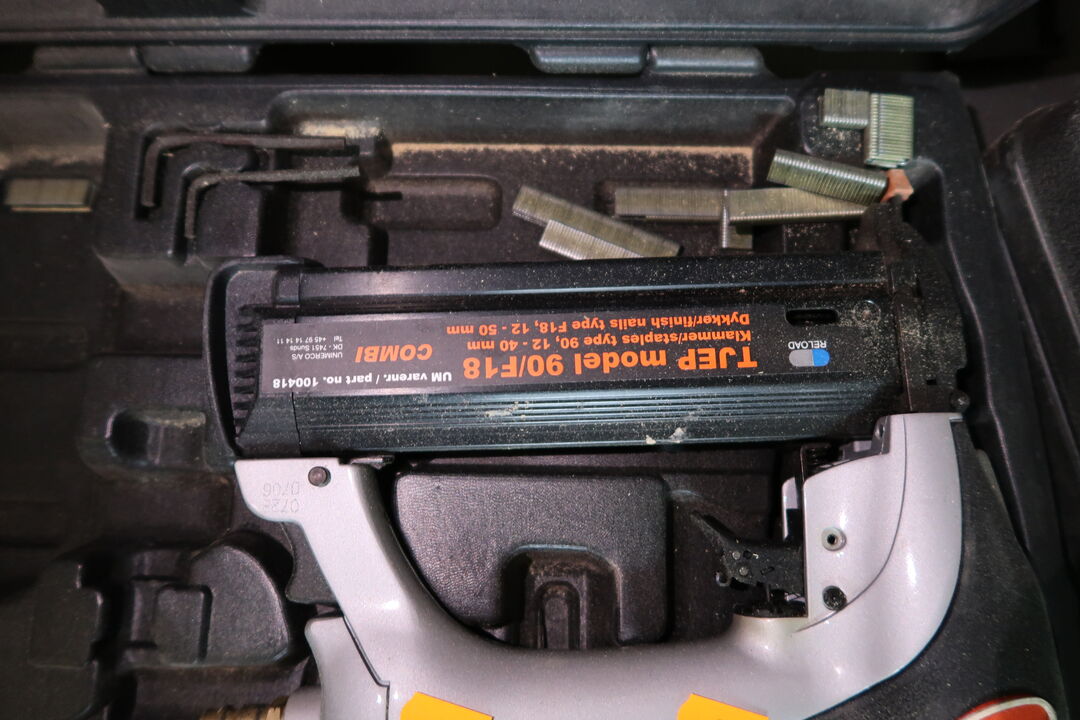 TJEP model 90/F18
Klammer/staples type 90, 12 - 40 mm
Dykker/finish nails type F18, 12 - 50 mm
UM varenr. / part no. 100418
COMBI
UNIMERCO A/S
DK- 7451 Sunds
Tel +45 97 14 14 11
RELOAD
D706